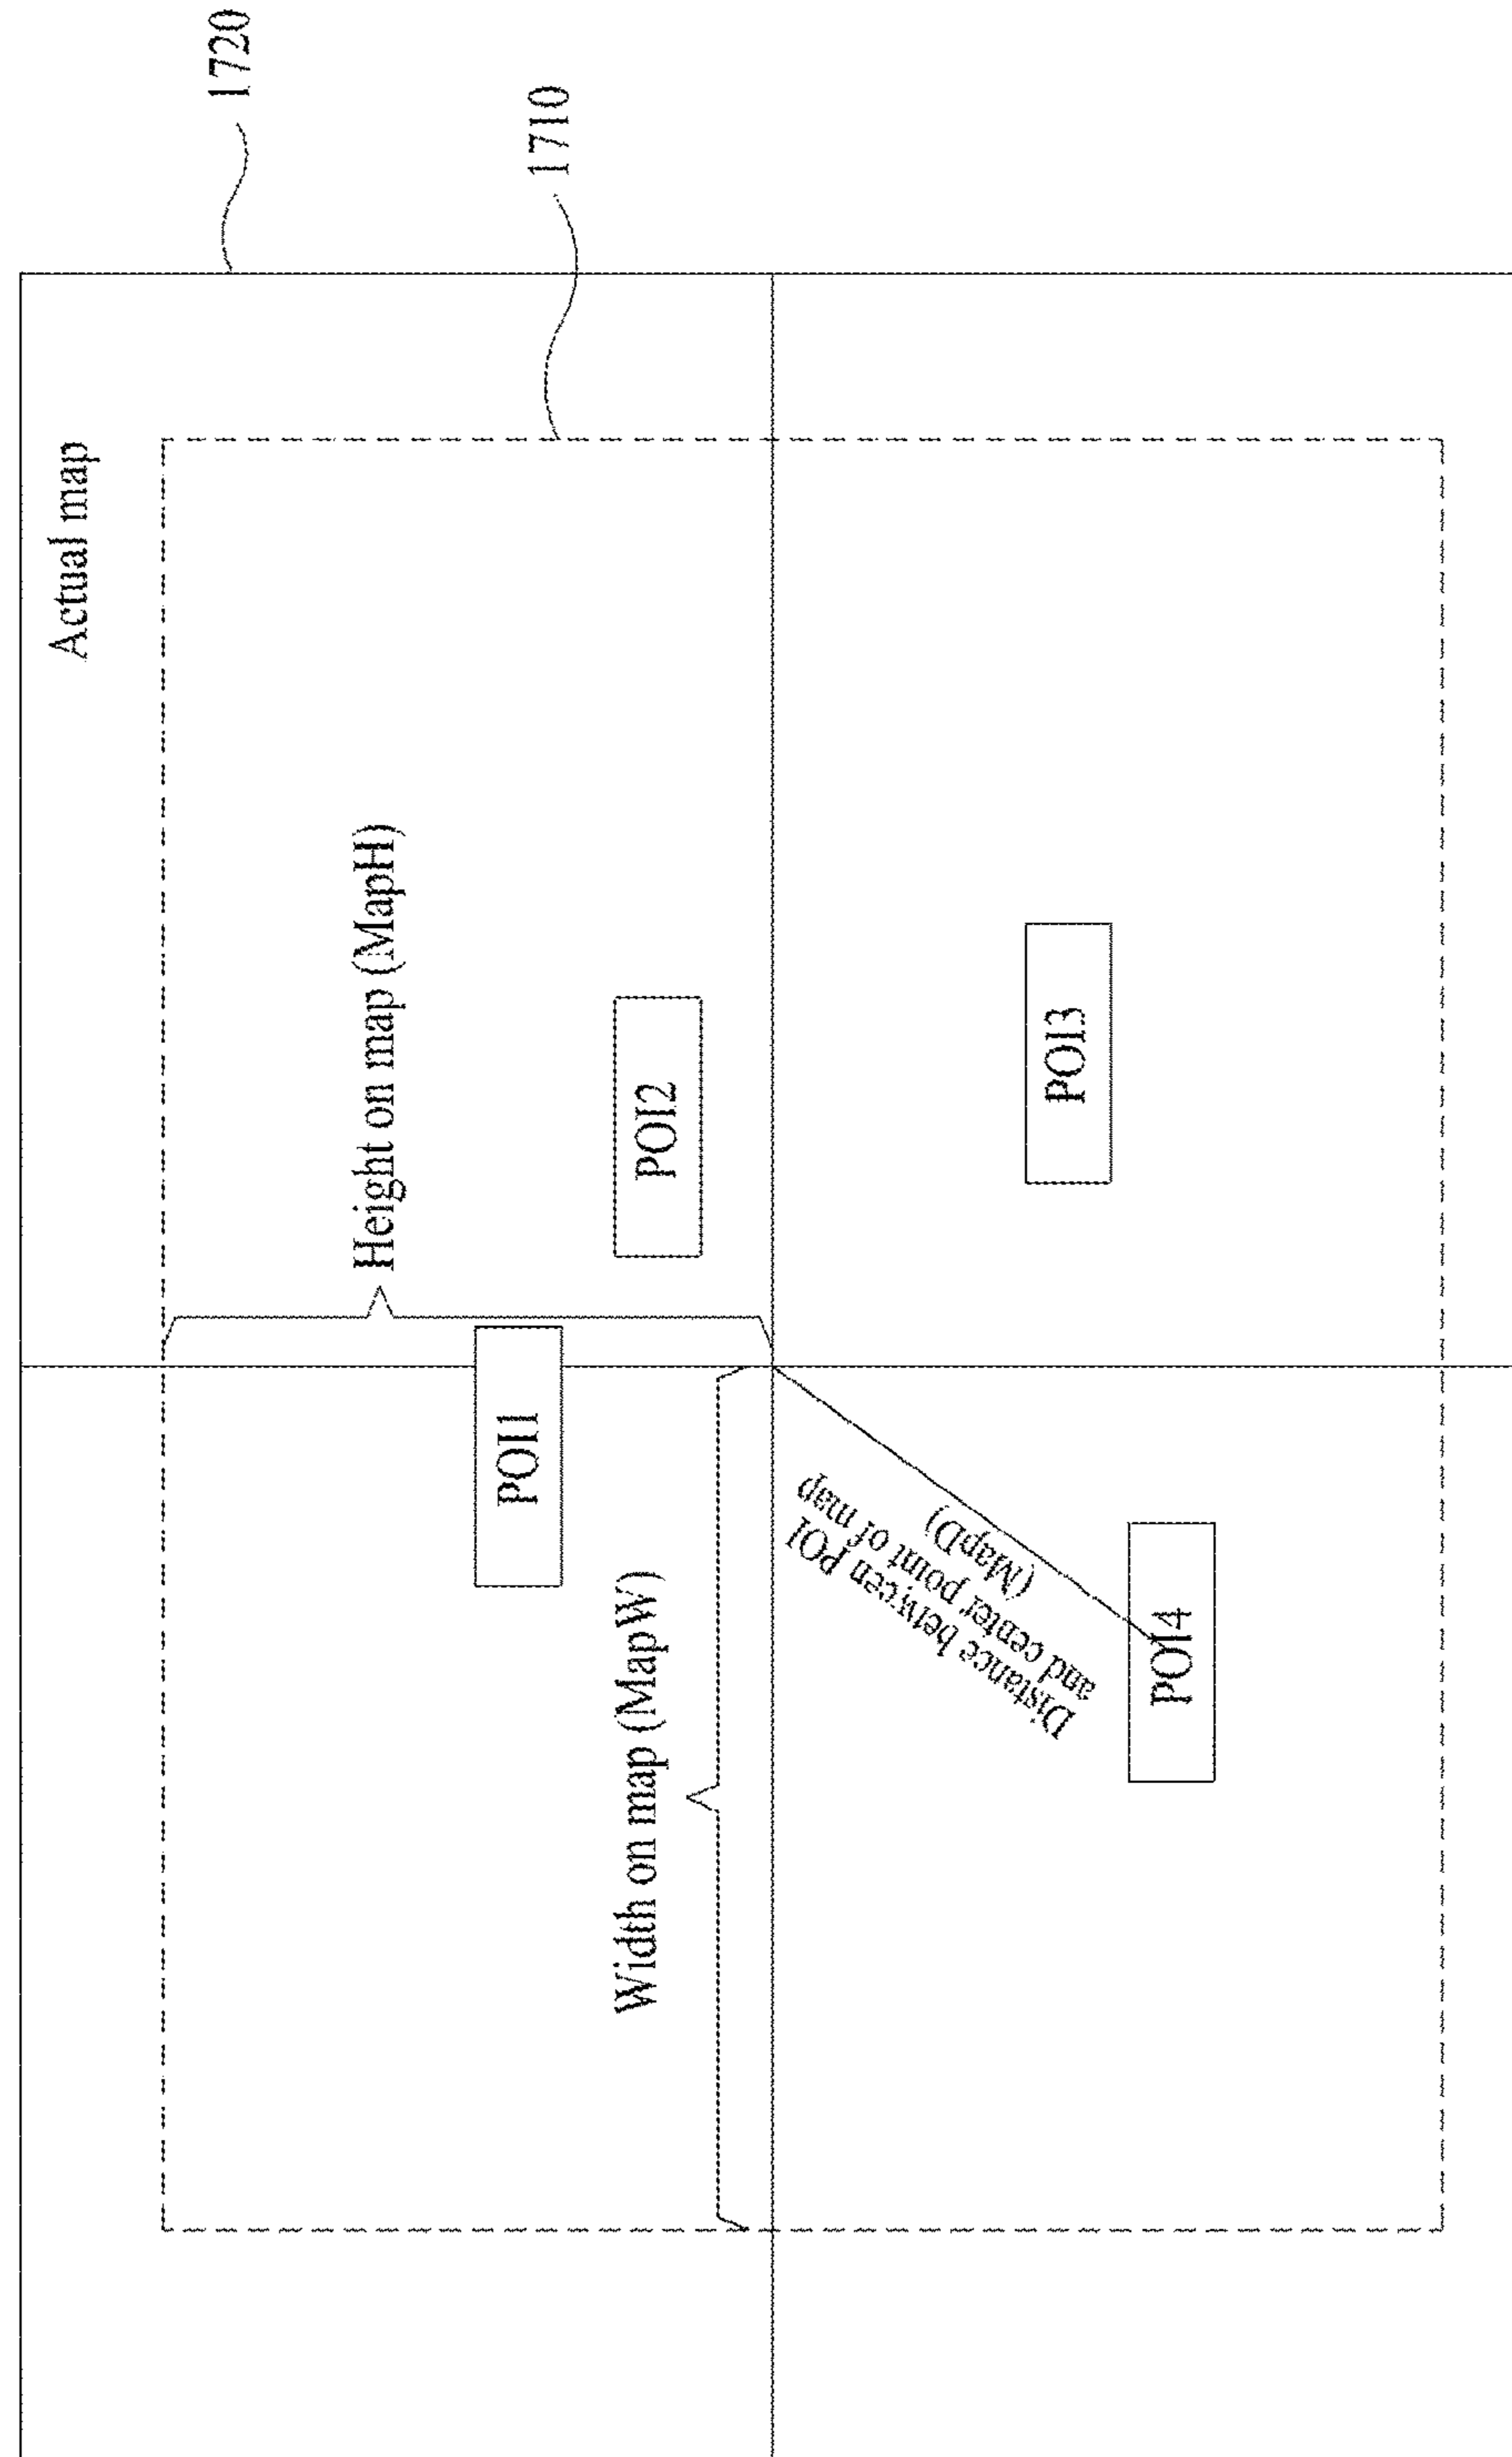 1720
1710
Actual map
Height on map (MapH)
POI1
POI2
Width on map (MapW)
Distance between POI
and center point of map
(MapD)
POI3
POI4